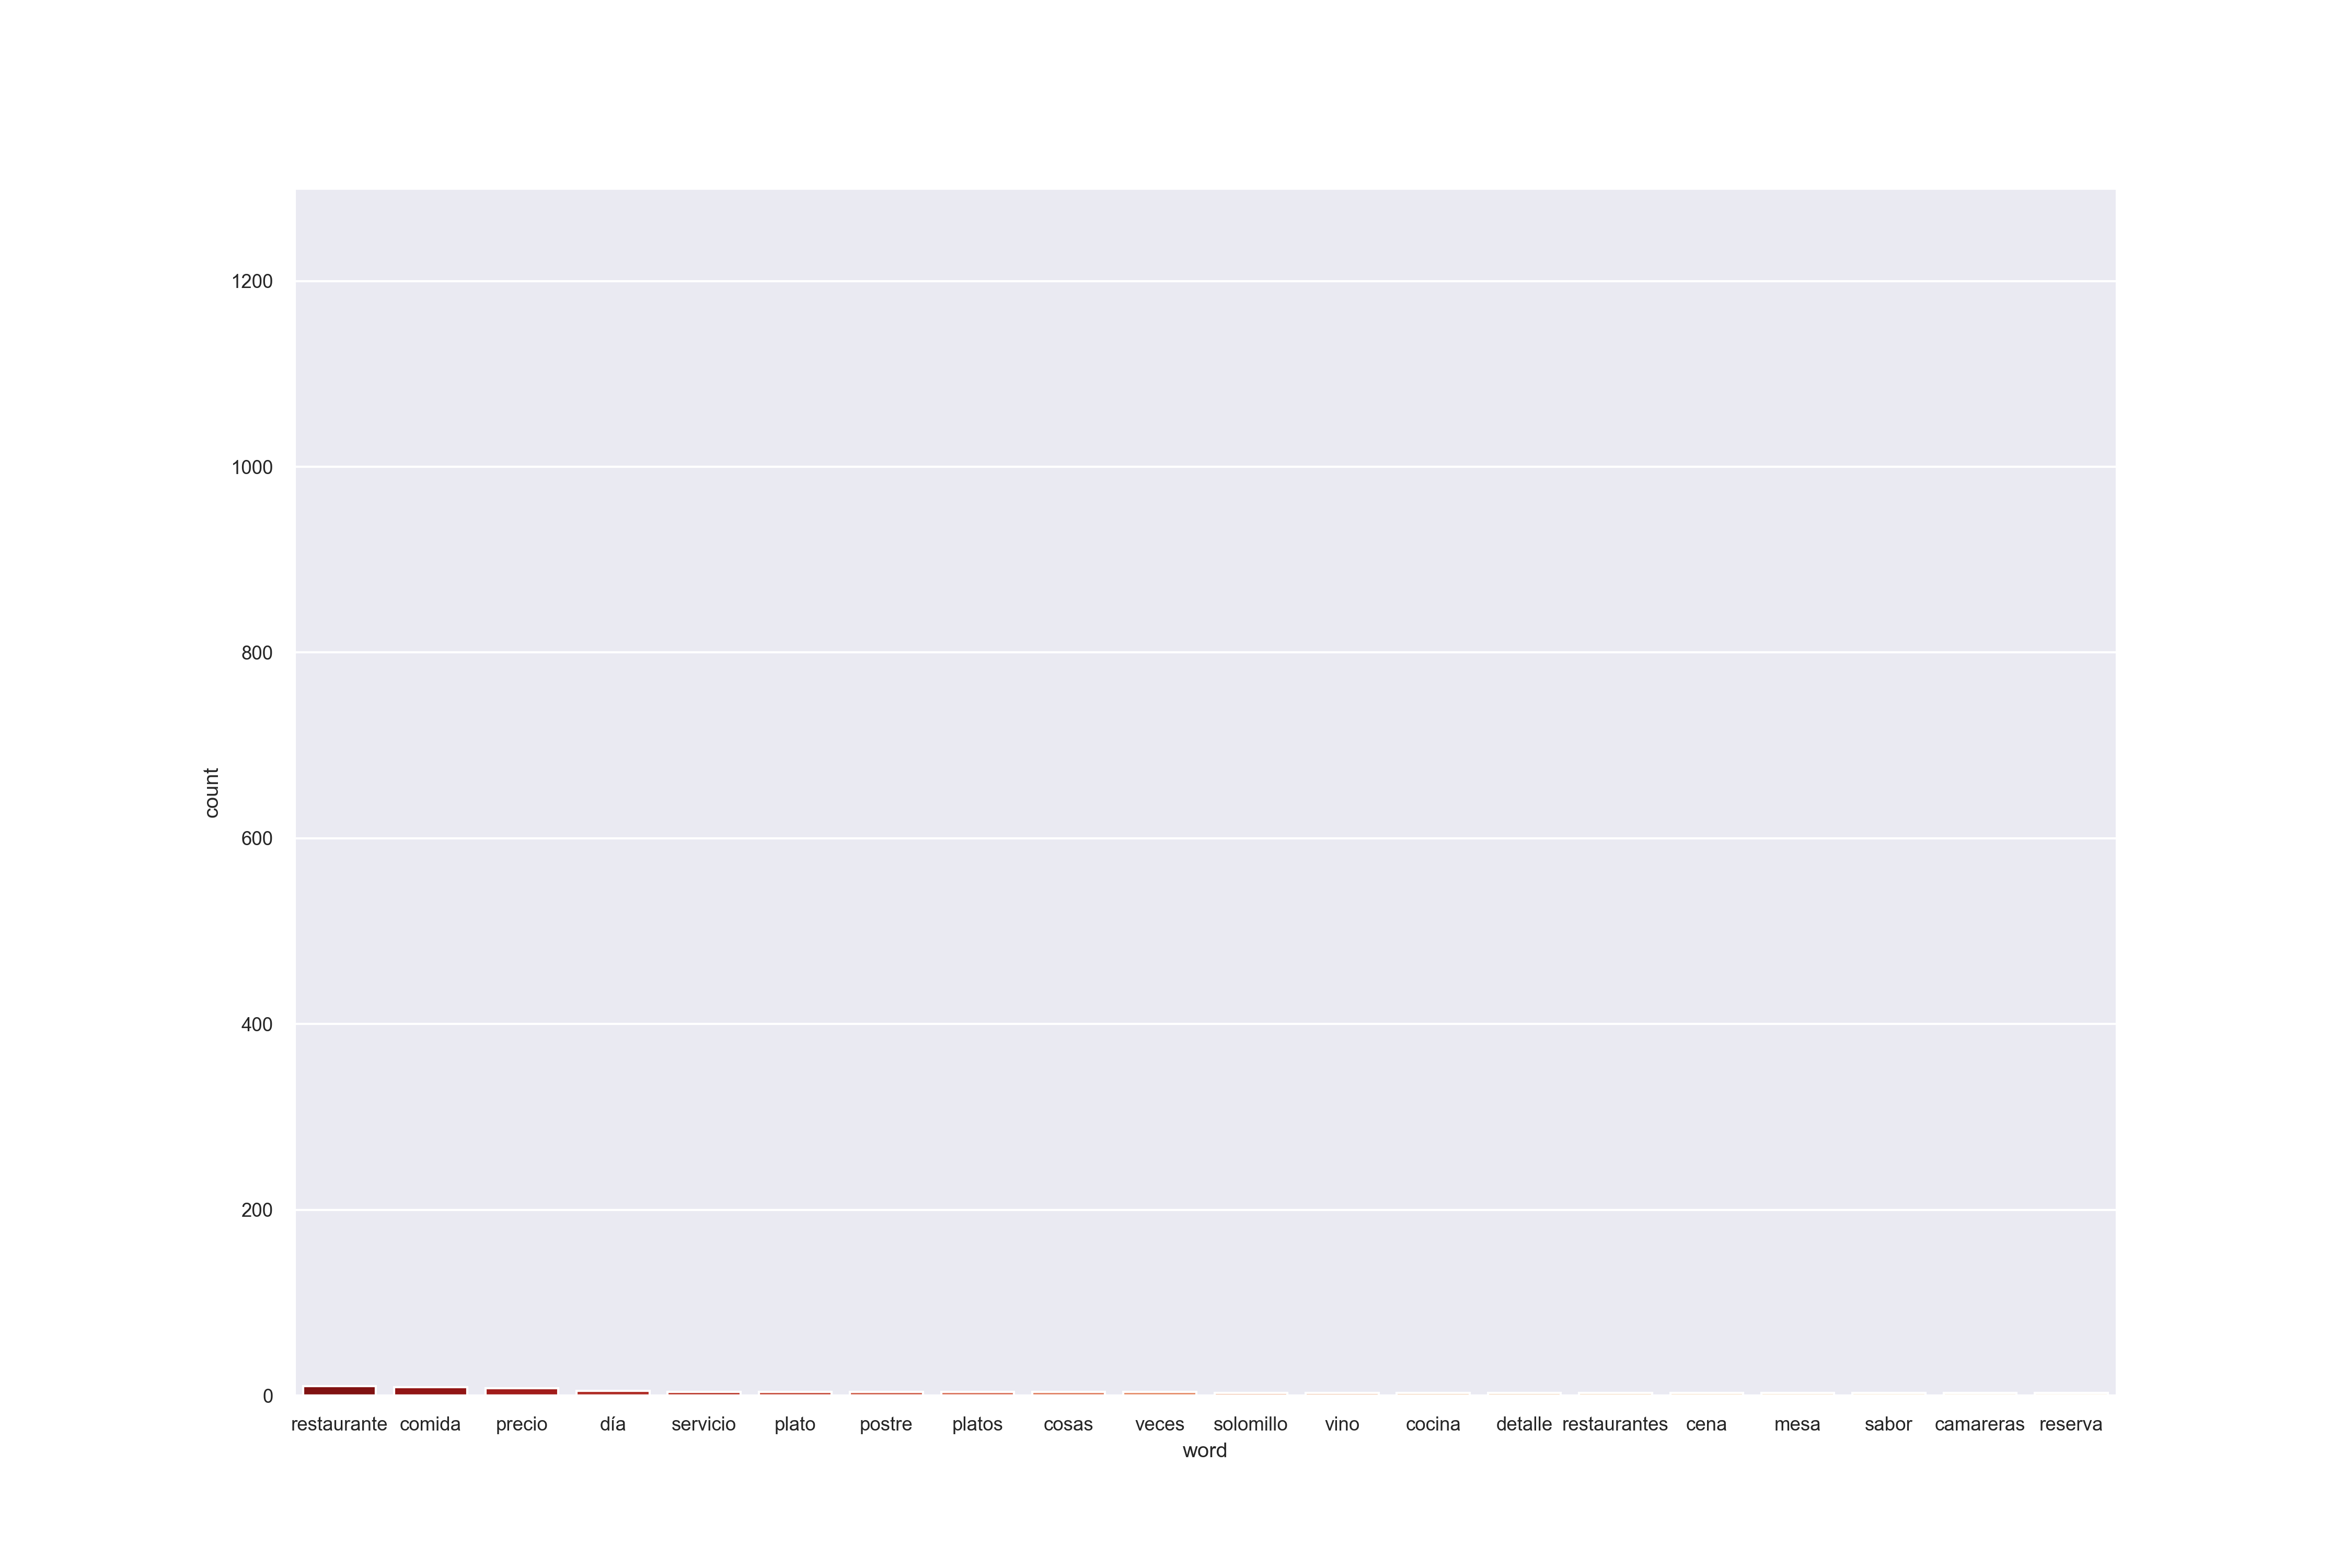 1200
1000
800
600
400
200
0
count
restaurante comida precio día servicio plato postre platos cosas veces solomillo vino cocina detalle restaurantes cena mesa sabor camareras reserva
word